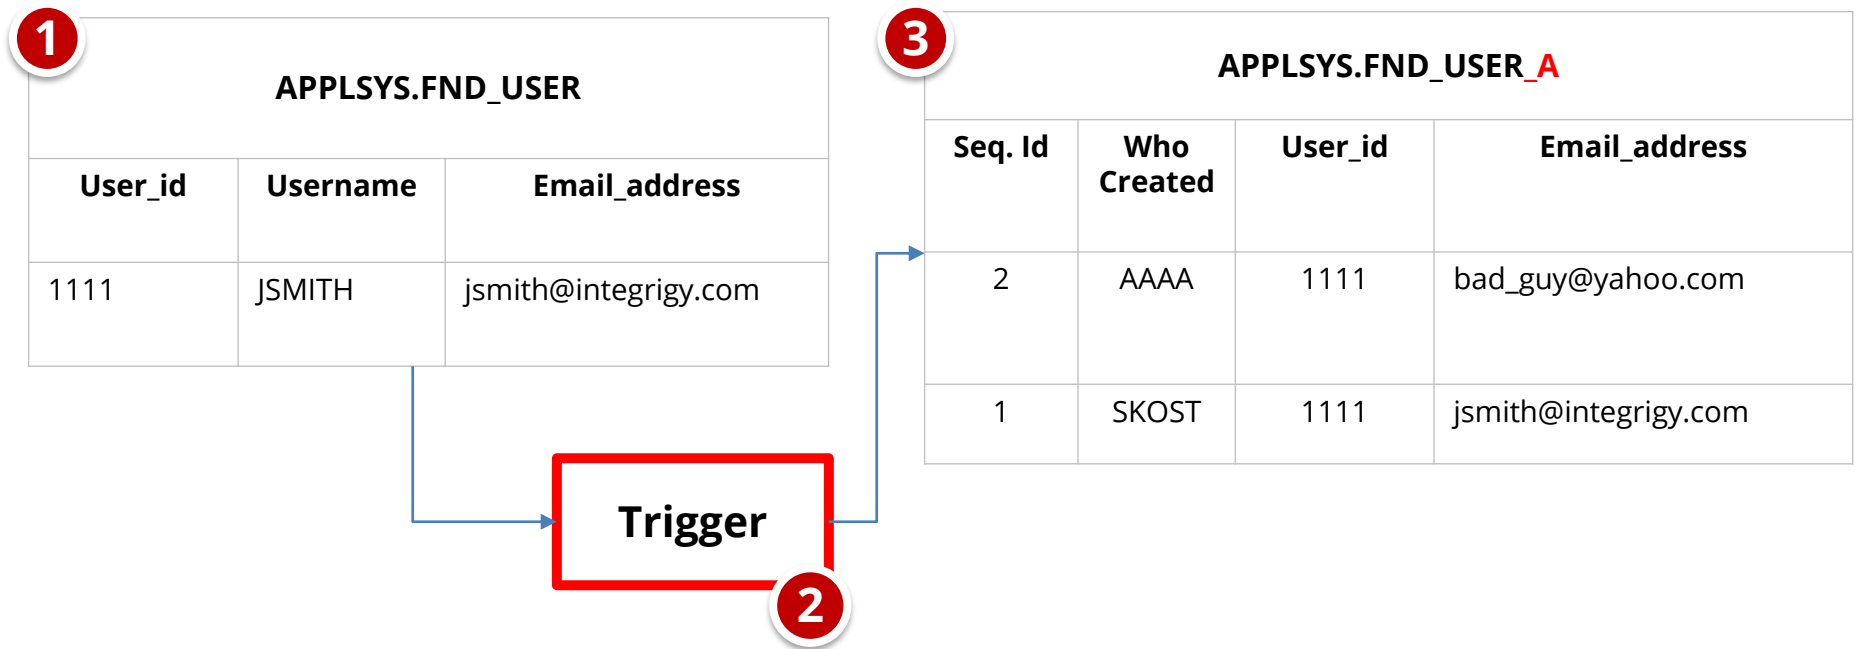 1
APPLSYS.FND_USER
User_id Username Email_address
1111 JSMITH jsmith@integrigy.com
Trigger
2
3
APPLSYS.FND_USER_A
Seq. Id Who Created User_id Email_address
2 AAAA 1111 bad_guy@yahoo.com
1 SKOST 1111 jsmith@integrigy.com